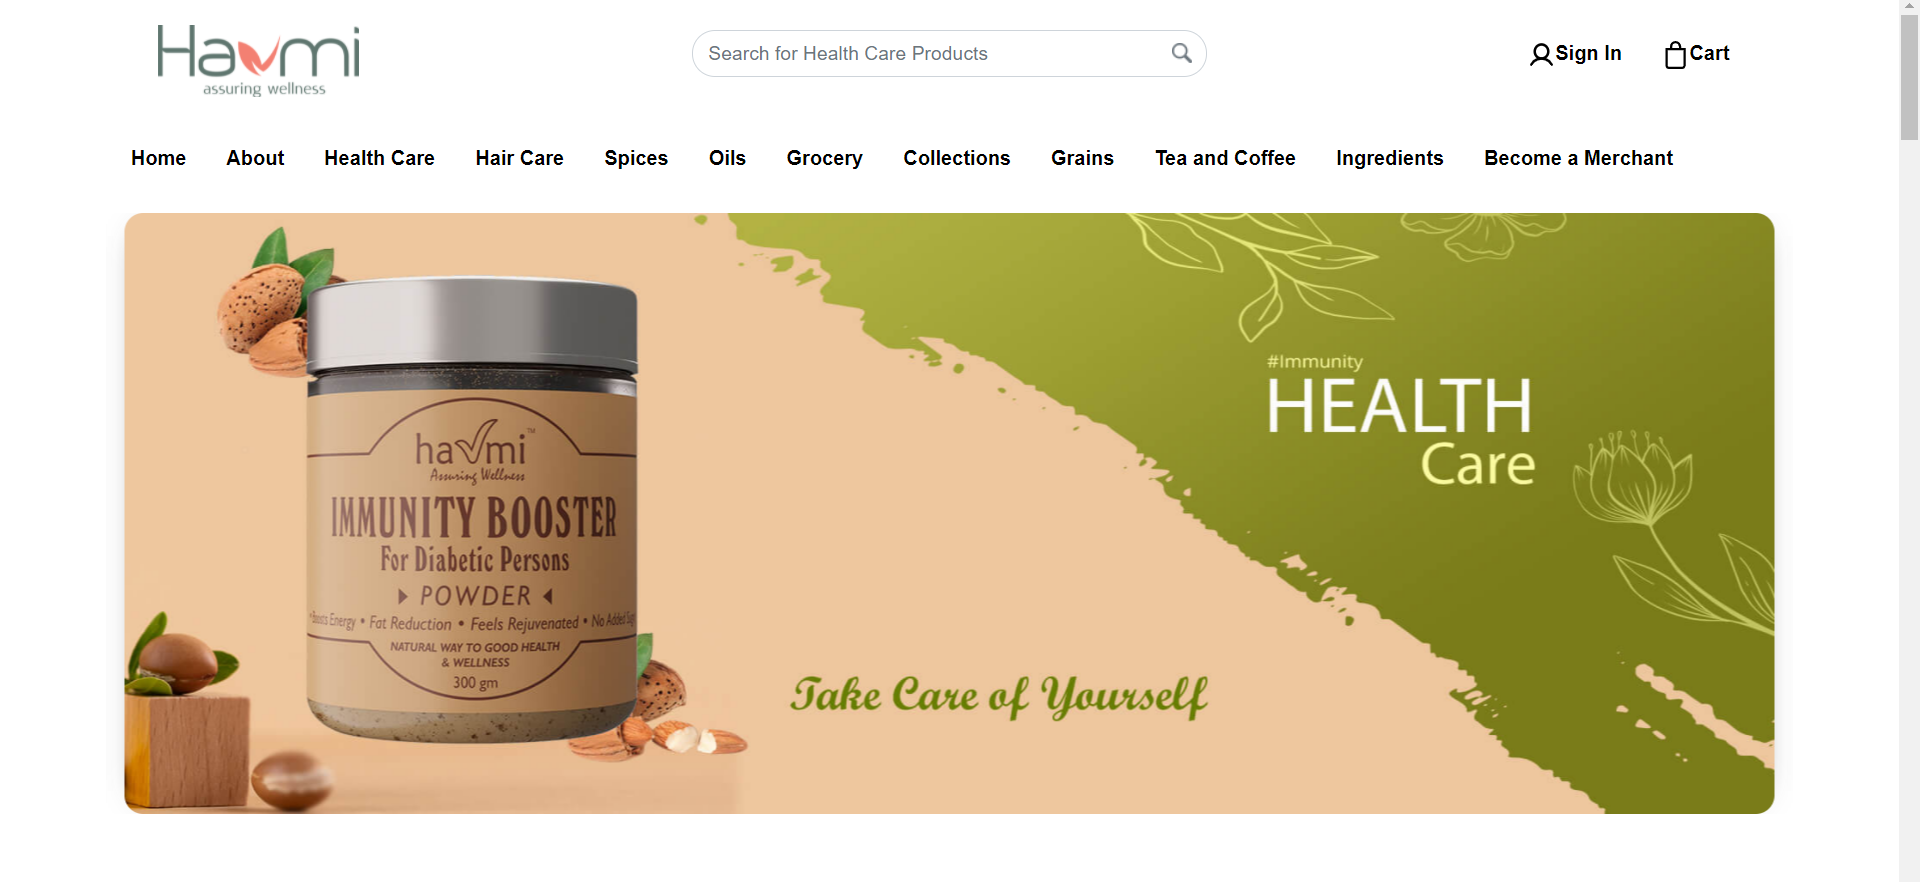 Havmi
assuring wellness
Search for Health Care Products
Sign In
Cart
Home About Health Care Hair Care Spices Oils Grocery Collections Grains Tea and Coffee Ingredients Become a Merchant
havmi™
Assuring Wellness
IMMUNITY BOOSTER
For Diabetic Persons
POWDER
Boosts Energy • Fat Reduction • Feels Rejuvenated • No Added
NATURAL WAY TO GOOD HEALTH
& WELLNESS
300 gm
#Immunity
HEALTH
Care
Take Care of Yourself